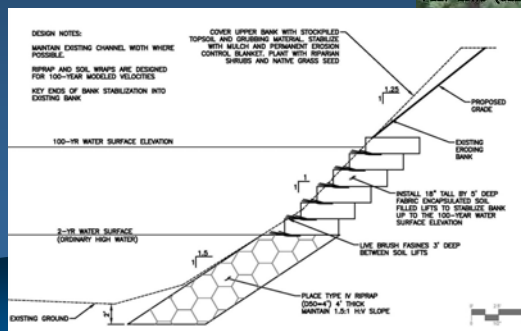 DESIGN NOTES:
MAINTAIN EXISTING CHANNEL WIDTH WHERE
POSSIBLE.
RIPRAP AND SOIL WRAPS ARE DESIGNED
FOR 100-YEAR MODELED VELOCITIES
KEY ENDS OF BANK STABILIZATION INTO
EXISTING BANK
COVER UPPER BANK WITH STOCKPILED
TOPSOIL AND GRUBBING MATERIAL. STABILIZE
WITH MULCH AND PERMANENT EROSION
CONTROL BLANKET. PLANT WITH RIPARIAN
SHRUBS AND NATIVE GRASS SEED
1.25
1
PROPOSED
GRADE
100-YR WATER SURFACE ELEVATION
EXISTING
ERODING
BANK
1
1
INSTALL 18" TALL BY 5' DEEP
FABRIC ENCAPSULATED SOIL
FILLED LIFTS TO STABILIZE BANK
UP TO THE 100-YEAR WATER
SURFACE ELEVATION
2-YR WATER SURFACE
(ORDINARY HIGH WATER)
LIVE BRUSH FASINES 3' DEEP
BETWEEN SOIL LIFTS
1.5
1
PLACE TYPE IV RIPRAP
(D50=4") 4' THICK
MAINTAIN 1.5:1 H:V SLOPE
EXISTING GROUND
2'